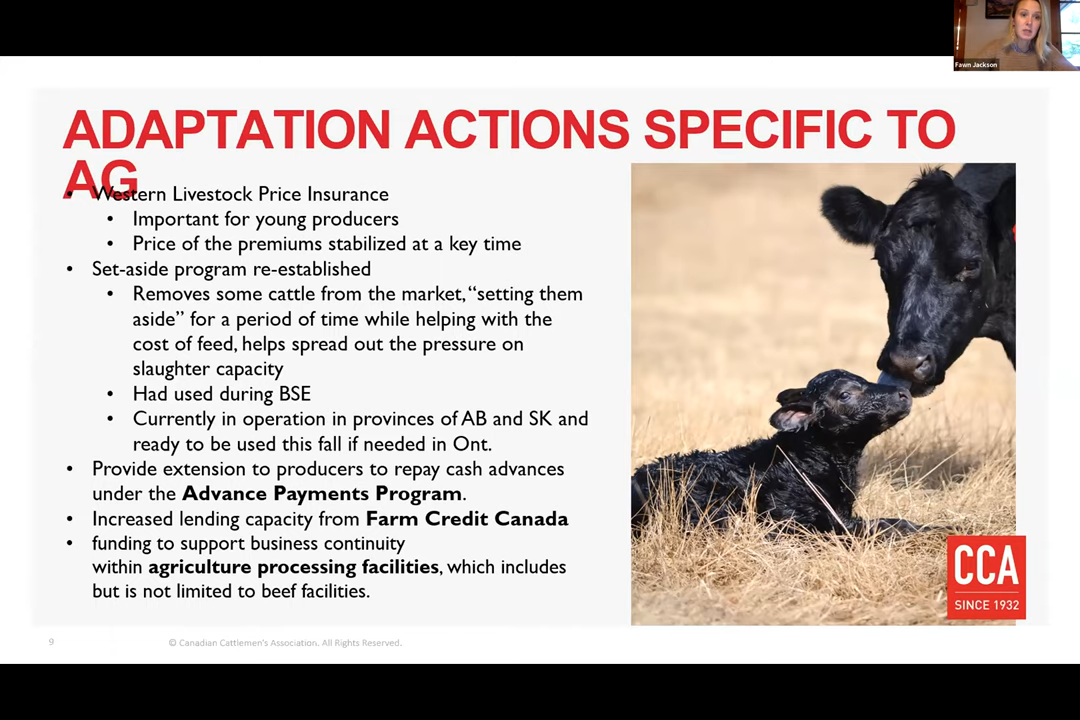 Fawn Jackson
ADAPTATION ACTIONS SPECIFIC TO
AG
• Western Livestock Price Insurance
• Important for young producers
• Price of the premiums stabilized at a key time
• Set-aside program re-established
• Removes some cattle from the market, “setting them
aside” for a period of time while helping with the
cost of feed, helps spread out the pressure on
slaughter capacity
• Had used during BSE
• Currently in operation in provinces of AB and SK and
ready to be used this fall if needed in Ont.
• Provide extension to producers to repay cash advances
under the Advance Payments Program.
• Increased lending capacity from Farm Credit Canada
• funding to support business continuity
within agriculture processing facilities, which includes
but is not limited to beef facilities.
CCA
SINCE 1932
9
© Canadian Cattlemen's Association. All Rights Reserved.